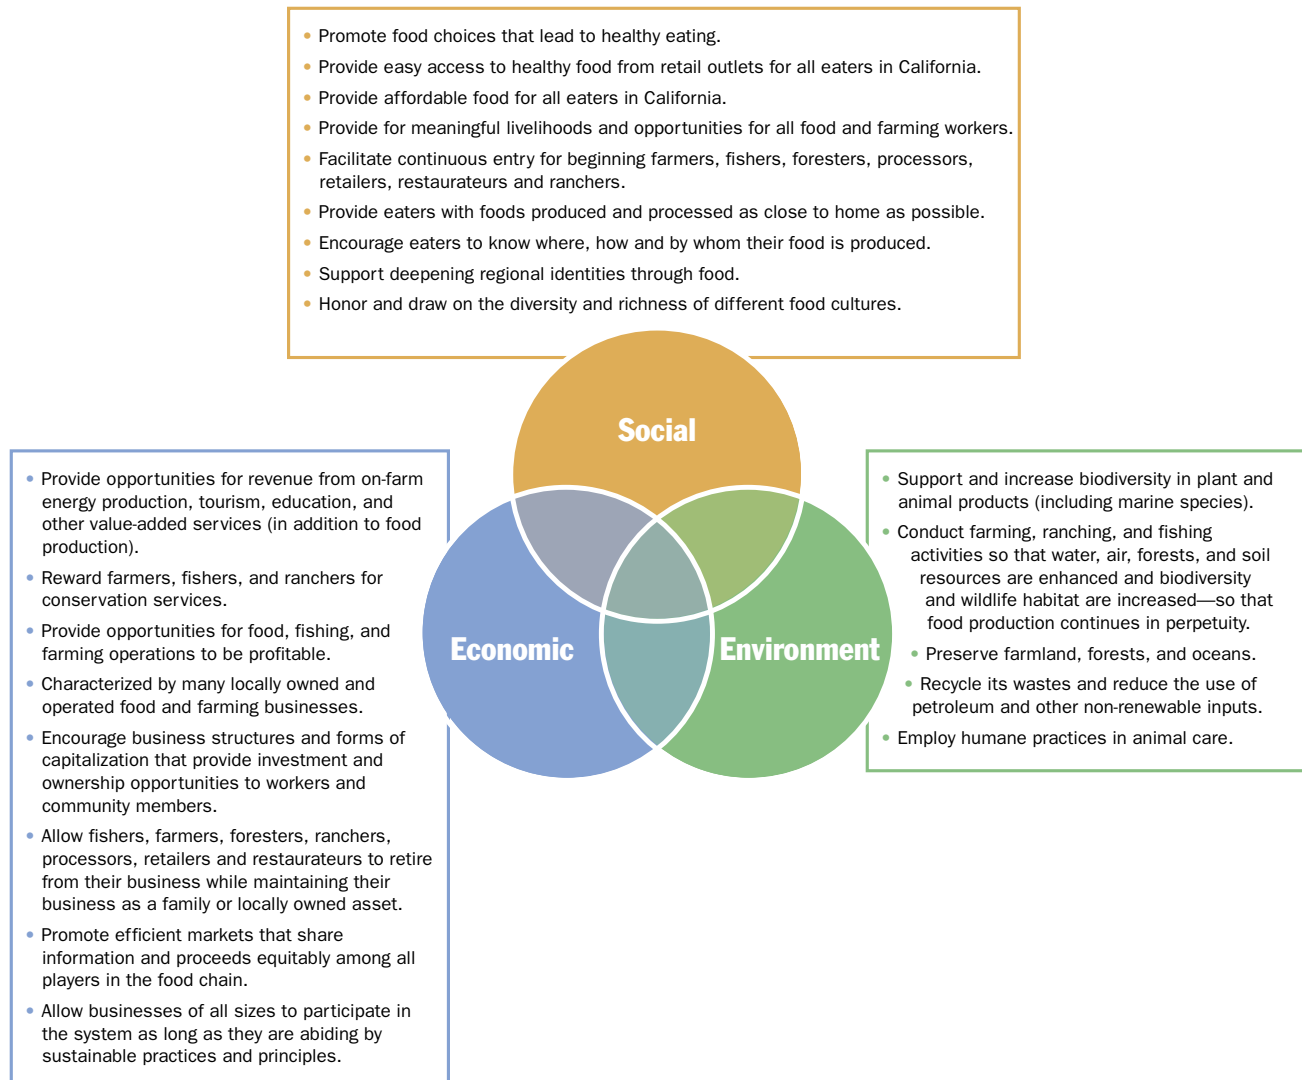 • Promote food choices that lead to healthy eating.
• Provide easy access to healthy food from retail outlets for all eaters in California.
• Provide affordable food for all eaters in California.
• Provide for meaningful livelihoods and opportunities for all food and farming workers.
• Facilitate continuous entry for beginning farmers, fishers, foresters, processors,
retailers, restaurateurs and ranchers.
• Provide eaters with foods produced and processed as close to home as possible.
• Encourage eaters to know where, how and by whom their food is produced.
• Support deepening regional identities through food.
• Honor and draw on the diversity and richness of different food cultures.
Social
Economic
Environment
• Provide opportunities for revenue from on-farm
energy production, tourism, education, and
other value-added services (in addition to food
production).
• Reward farmers, fishers, and ranchers for
conservation services.
• Provide opportunities for food, fishing, and
farming operations to be profitable.
• Characterized by many locally owned and
operated food and farming businesses.
• Encourage business structures and forms of
capitalization that provide investment and
ownership opportunities to workers and
community members.
• Allow fishers, farmers, foresters, ranchers,
processors, retailers and restaurateurs to retire
from their business while maintaining their
business as a family or locally owned asset.
• Promote efficient markets that share
information and proceeds equitably among all
players in the food chain.
• Allow businesses of all sizes to participate in
the system as long as they are abiding by
sustainable practices and principles.
• Support and increase biodiversity in plant and
animal products (including marine species).
• Conduct farming, ranching, and fishing
activities so that water, air, forests, and soil
resources are enhanced and biodiversity
and wildlife habitat are increased—so that
food production continues in perpetuity.
• Preserve farmland, forests, and oceans.
• Recycle its wastes and reduce the use of
petroleum and other non-renewable inputs.
• Employ humane practices in animal care.